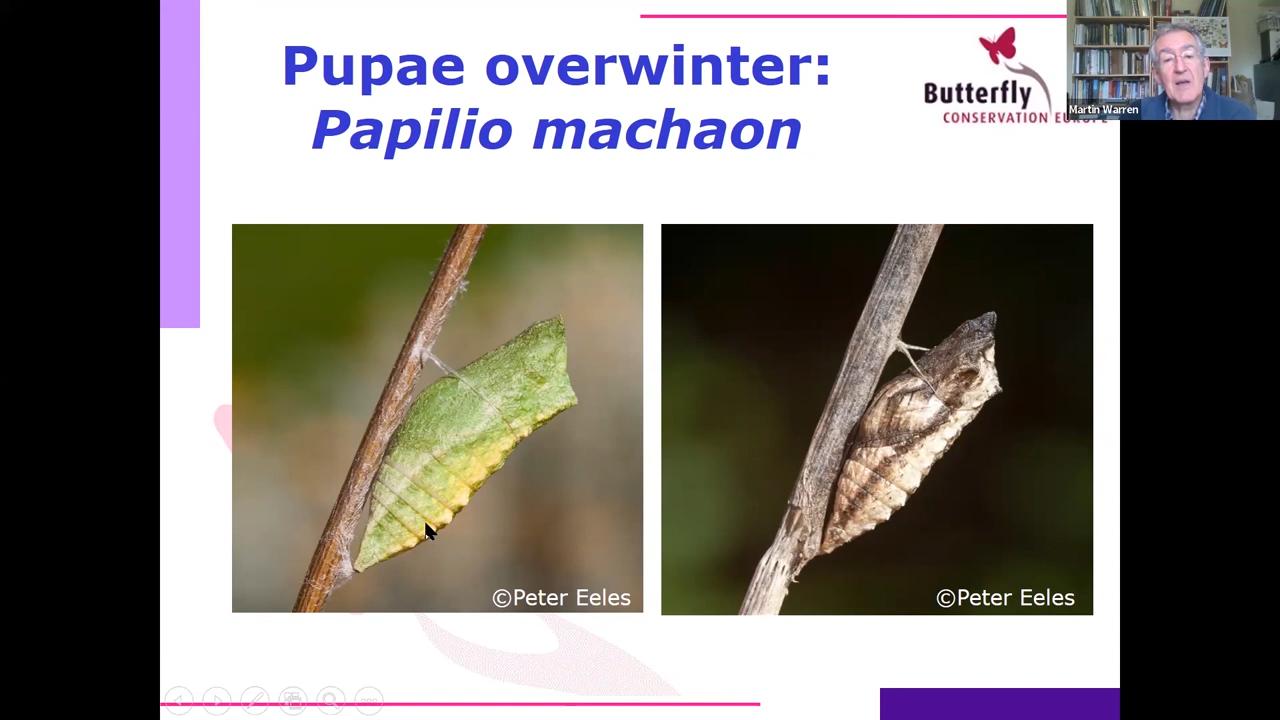 Pupae overwinter:
Papilio machaon
Butterfly
CONSERVATION EUROPE
Martin Warren
©Peter Eeles
©Peter Eeles